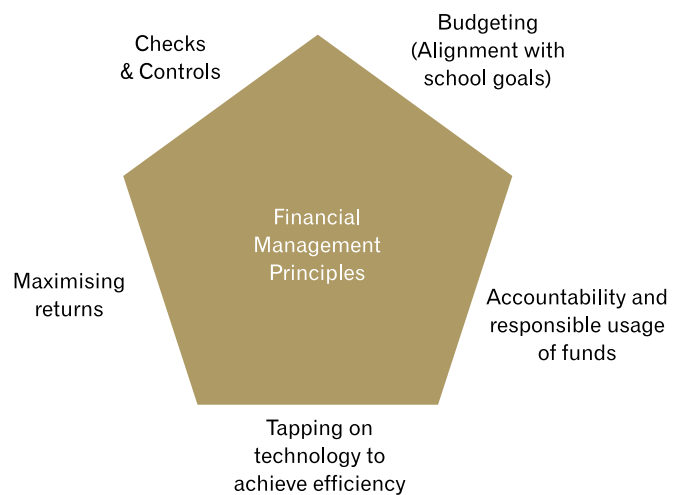 Checks
& Controls
Budgeting
(Alignment with
school goals)
Financial
Management
Principles
Maximising
returns
Accountability and
responsible usage
of funds
Tapping on
technology to
achieve efficiency